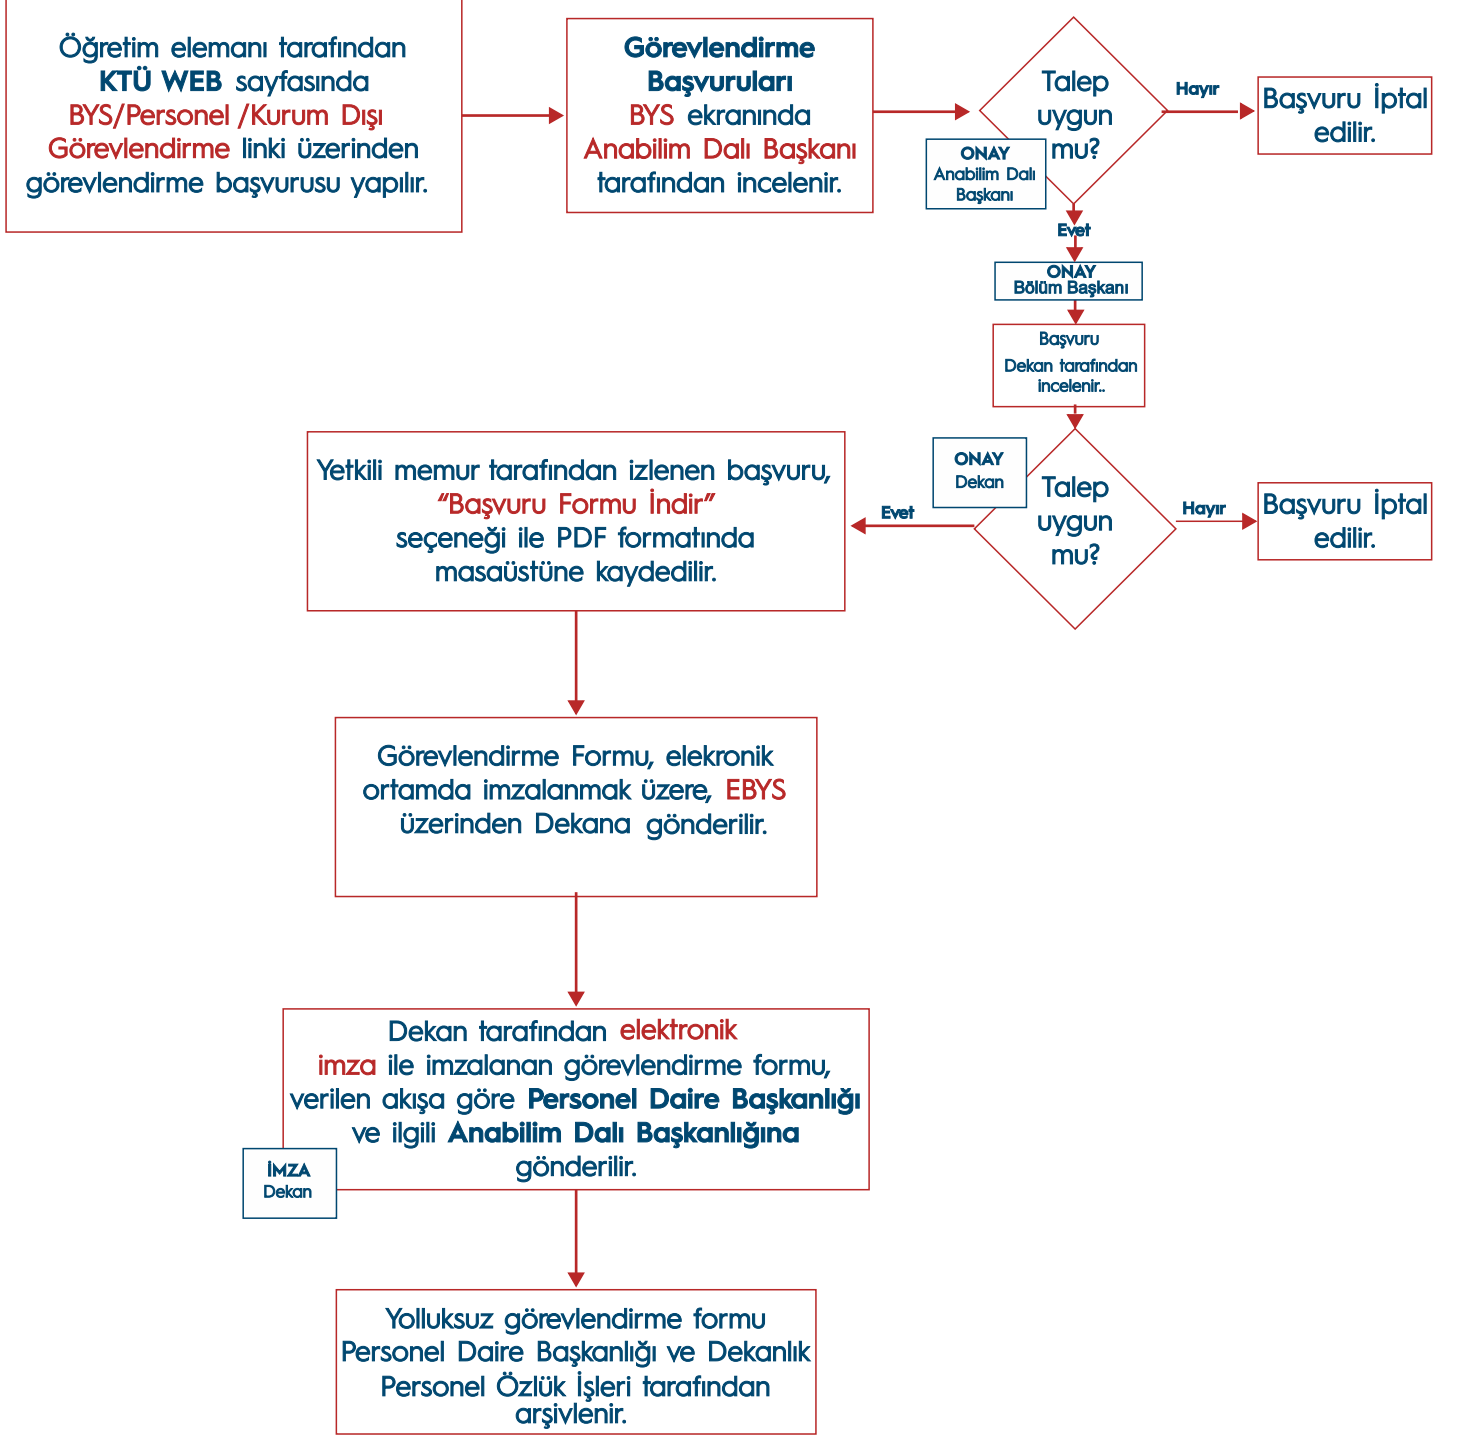 Öğretim elemanı tarafından
KTÜ WEB sayfasında
BYS/Personel /Kurum Dışı
Görevlendirme linki üzerinden
görevlendirme başvurusu yapılır.
Görevlendirme
Başvuruları
BYS ekranında
Anabilim Dalı Başkanı
tarafından incelenir.
Talep
uygun
mu?
ONAY
Anabilim Dalı
Başkanı
Hayır
Başvuru İptal
edilir.
Evet
ONAY
Bölüm Başkanı
Başvuru
Dekan tarafından
incelenir..
ONAY
Dekan
Talep
uygun
mu?
Hayır
Başvuru İptal
edilir.
Evet
Yetkili memur tarafından izlenen başvuru,
“Başvuru Formu İndir”
seçeneği ile PDF formatında
masaüstüne kaydedilir.
Görevlendirme Formu, elekronik
ortamda imzalanmak üzere, EBYS
üzerinden Dekana gönderilir.
Dekan tarafından elektronik
imza ile imzalanan görevlendirme formu,
verilen akışa göre Personel Daire Başkanlığı
ve ilgili Anabilim Dalı Başkanlığına
gönderilir.
İMZA
Dekan
Yolluksuz görevlendirme formu
Personel Daire Başkanlığı ve Dekanlık
Personel Özlük İşleri tarafından
arşivlenir.